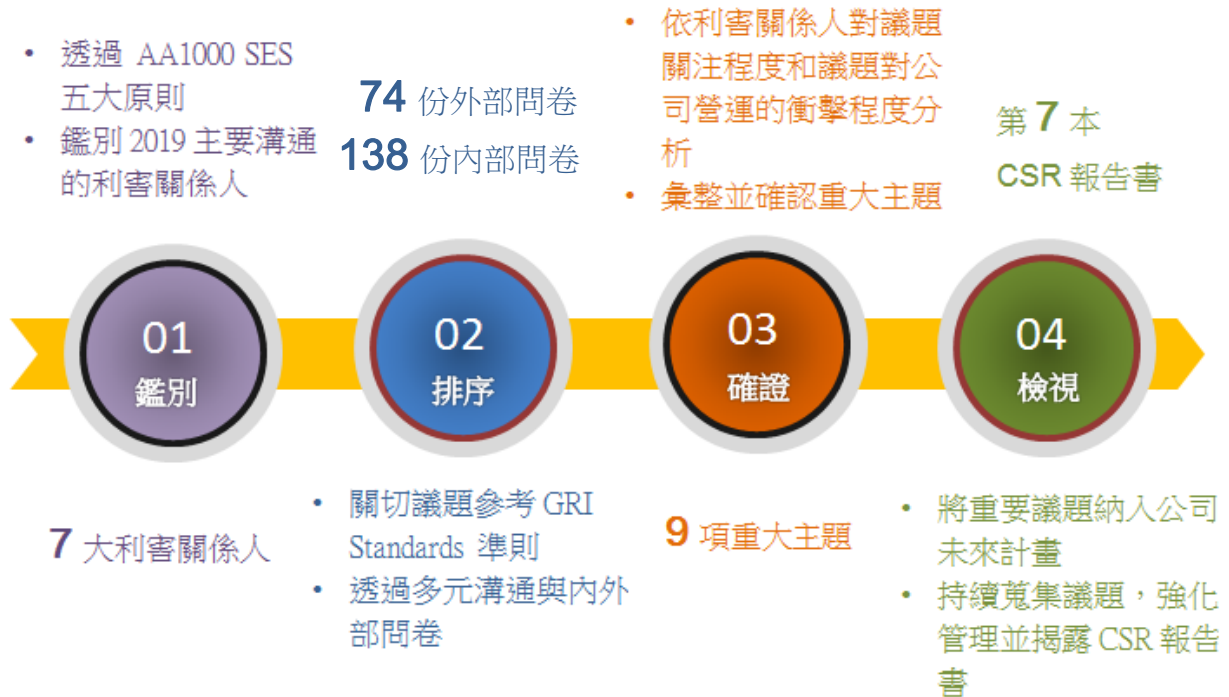 • 透過 AA1000 SES
五大原則
• 鑑別 2019 主要溝通
的利害關係人
74 份外部問卷
138 份內部問卷
• 依利害關係人對議題
關注程度和議題對公
司營運的衝擊程度分
析
• 彙整並確認重大主題
第 7 本
CSR 報告書
01
鑑別
02
排序
03
確證
04
檢視
7 大利害關係人
• 關切議題參考 GRI
Standards 準則
• 透過多元溝通與內外
部問卷
9 項重大主題
• 將重要議題納入公司
未來計畫
• 持續蒐集議題，強化
管理並揭露 CSR 報告
書